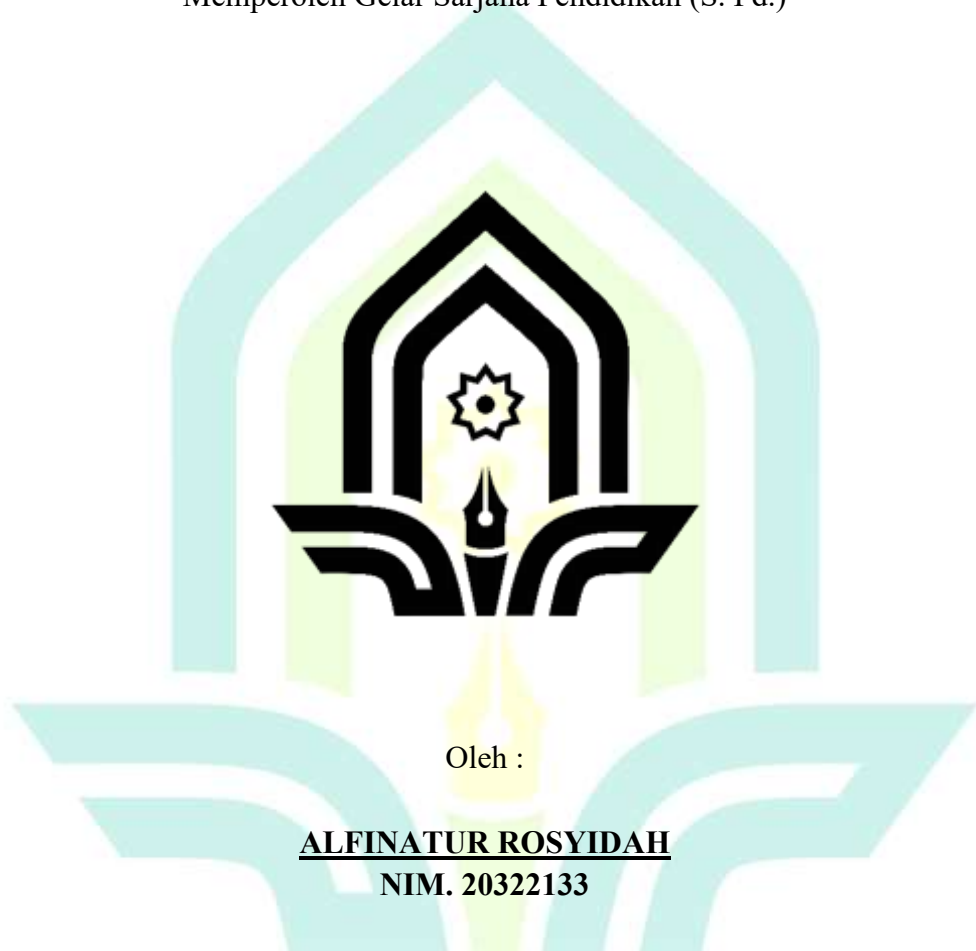 Memperoleh Gelar Sarjana Pendidikan (S. Pd.)
Oleh :
ALFINATUR ROSYIDAH
NIM. 20322133